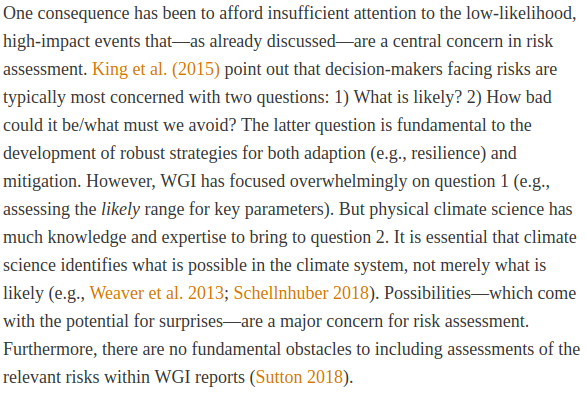 One consequence has been to afford insufficient attention to the low-likelihood,
high-impact events that—as already discussed—are a central concern in risk
assessment. King et al. (2015) point out that decision-makers facing risks are
typically most concerned with two questions: 1) What is likely? 2) How bad
could it be/what must we avoid? The latter question is fundamental to the
development of robust strategies for both adaption (e.g., resilience) and
mitigation. However, WGI has focused overwhelmingly on question 1 (e.g.,
assessing the likely range for key parameters). But physical climate science has
much knowledge and expertise to bring to question 2. It is essential that climate
science identifies what is possible in the climate system, not merely what is
likely (e.g., Weaver et al. 2013; Schellnhuber 2018). Possibilities—which come
with the potential for surprises—are a major concern for risk assessment.
Furthermore, there are no fundamental obstacles to including assessments of the
relevant risks within WGI reports (Sutton 2018).